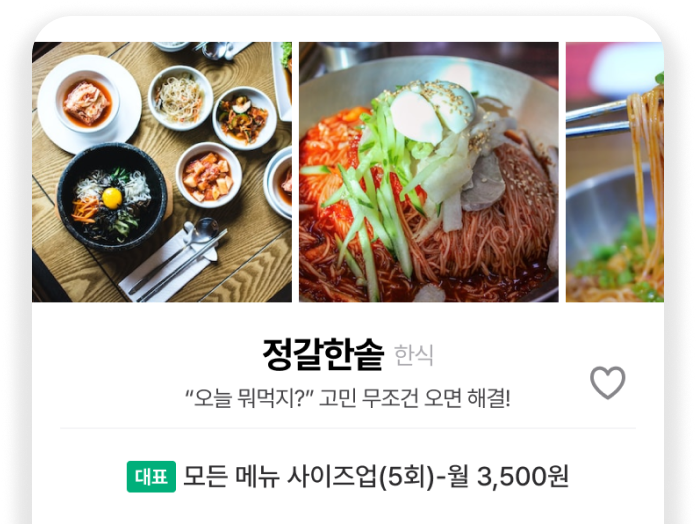 정갈한솥 한식
“오늘 뭐먹지?” 고민 무조건 오면 해결!
대표 모든 메뉴 사이즈업(5회)-월 3,500원